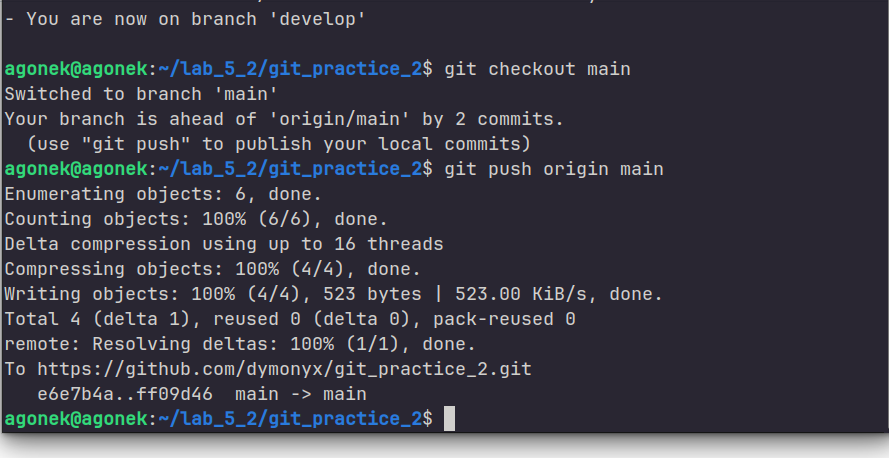 - You are now on branch 'develop'
agonek@agonek:~/lab_5_2/git_practice_2$ git checkout main
Switched to branch 'main'
Your branch is ahead of 'origin/main' by 2 commits.
  (use "git push" to publish your local commits)
agonek@agonek:~/lab_5_2/git_practice_2$ git push origin main
Enumerating objects: 6, done.
Counting objects: 100% (6/6), done.
Delta compression using up to 16 threads
Compressing objects: 100% (4/4), done.
Writing objects: 100% (4/4), 523 bytes | 523.00 KiB/s, done.
Total 4 (delta 1), reused 0 (delta 0), pack-reused 0
remote: Resolving deltas: 100% (1/1), done.
To https://github.com/dymonyx/git_practice_2.git
   e6e7b4a..ff09d46  main -> main
agonek@agonek:~/lab_5_2/git_practice_2$